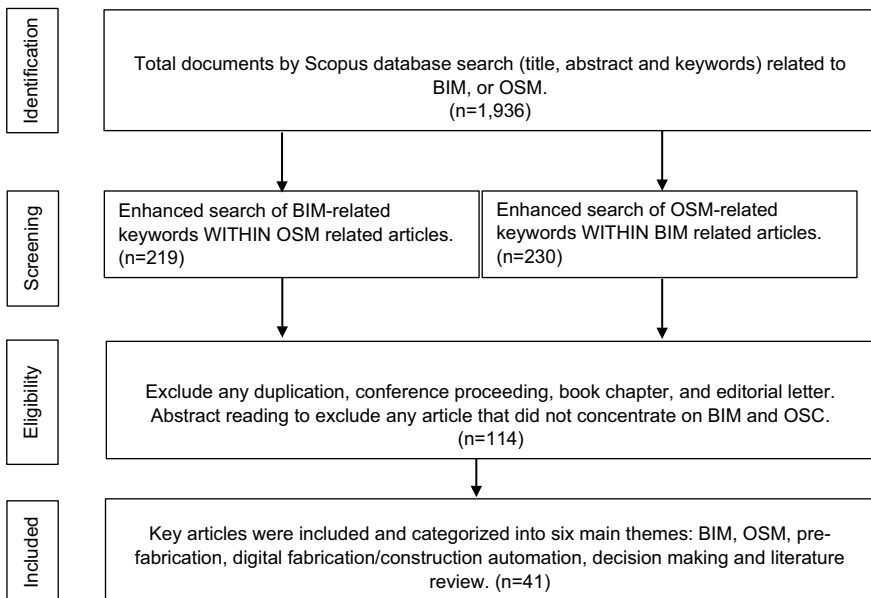 Identification
Total documents by Scopus database search (title, abstract and keywords) related to
BIM, or OSM.
(n=1,936)
Screening
Enhanced search of BIM-related
keywords WITHIN OSM related articles.
(n=219)
Enhanced search of OSM-related
keywords WITHIN BIM related articles.
(n=230)
Eligibility
Exclude any duplication, conference proceeding, book chapter, and editorial letter.
Abstract reading to exclude any article that did not concentrate on BIM and OSC.
(n=114)
Included
Key articles were included and categorized into six main themes: BIM, OSM, pre-
fabrication, digital fabrication/construction automation, decision making and literature
review. (n=41)